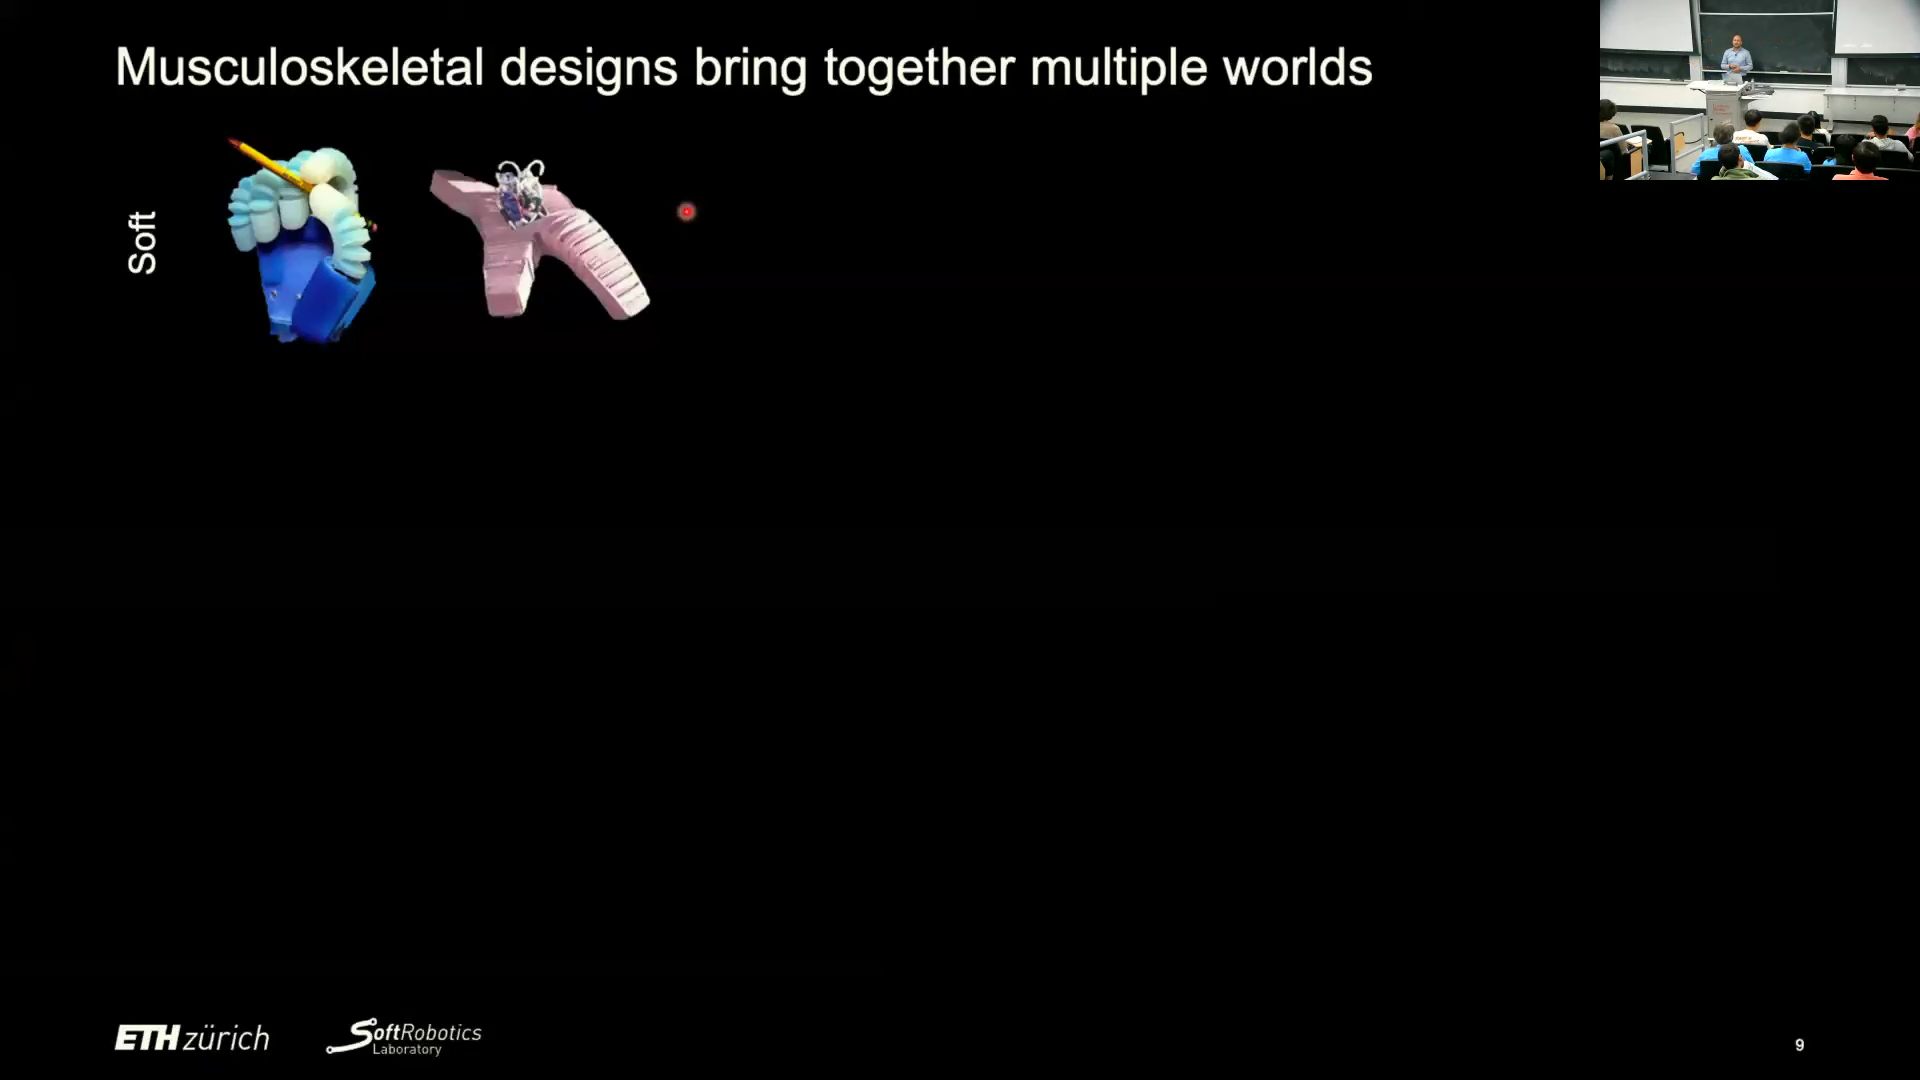 Musculoskeletal designs bring together multiple worlds
Soft
ETH zürich
SoftRobotics
Laboratory
9